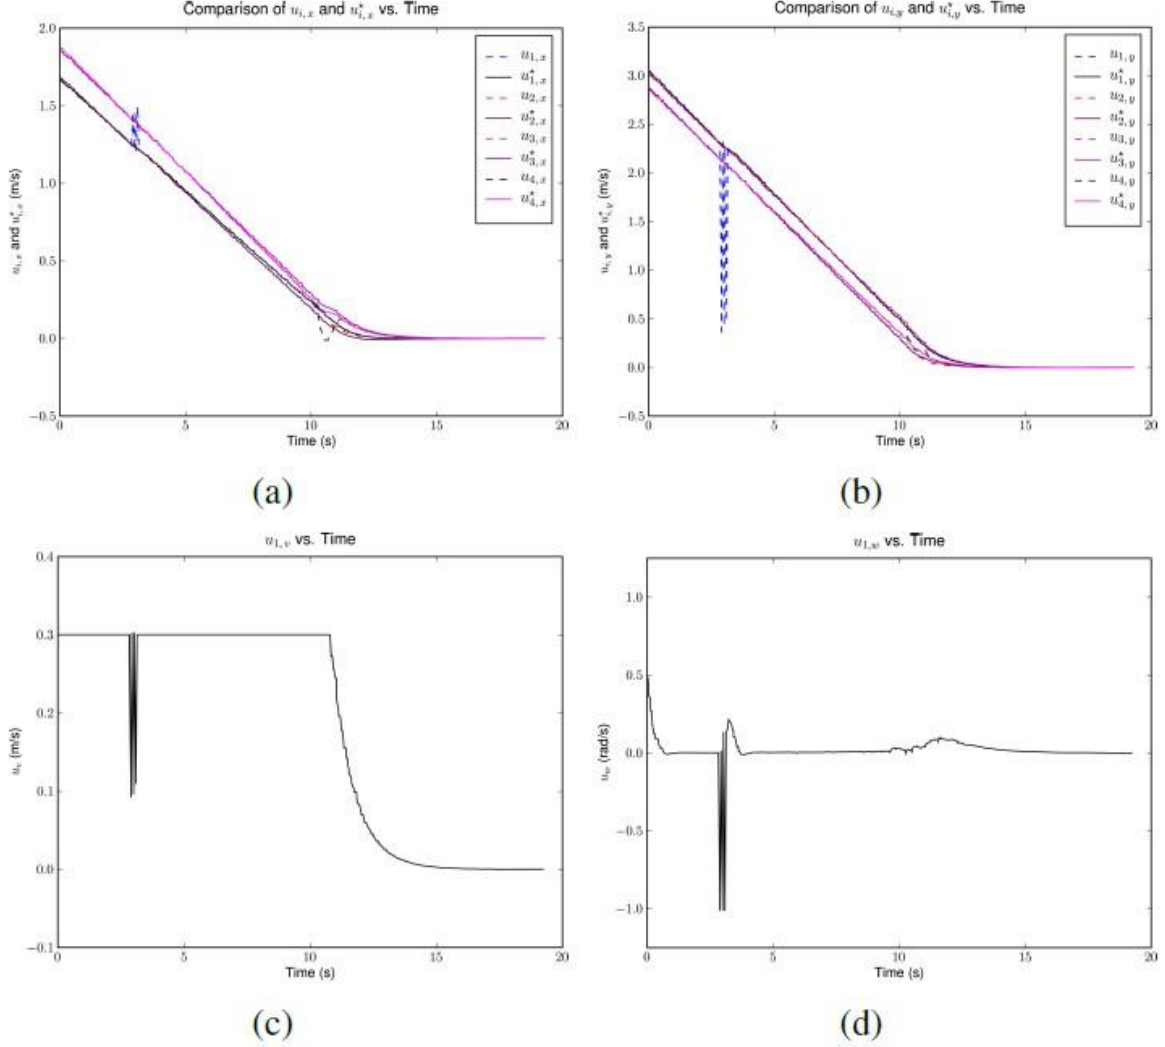 Comparison of u_{i,x} and u^⋆_{i,x} vs. Time
2.0
1.5
1.0
0.5
0.0
−0.5
u_{i,x} and u^⋆_{i,x} (m/s)
0 5 10 15 20
Time (s)
u_{1,x}
u^⋆_{1,x}
u_{2,x}
u^⋆_{2,x}
u_{3,x}
u^⋆_{3,x}
u_{4,x}
u^⋆_{4,x}
(a)
Comparison of u_{i,y} and u^⋆_{i,y} vs. Time
3.5
3.0
2.5
2.0
1.5
1.0
0.5
0.0
−0.5
u_{i,y} and u^⋆_{i,y} (m/s)
0 5 10 15 20
Time (s)
u_{1,y}
u^⋆_{1,y}
u_{2,y}
u^⋆_{2,y}
u_{3,y}
u^⋆_{3,y}
u_{4,y}
u^⋆_{4,y}
(b)
u_{1,v} vs. Time
0.4
0.3
0.2
0.1
0.0
−0.1
u_v (m/s)
0 5 10 15 20
Time (s)
(c)
u_{1,w} vs. Time
1.0
0.5
0.0
−0.5
−1.0
u_w (rad/s)
0 5 10 15 20
Time (s)
(d)